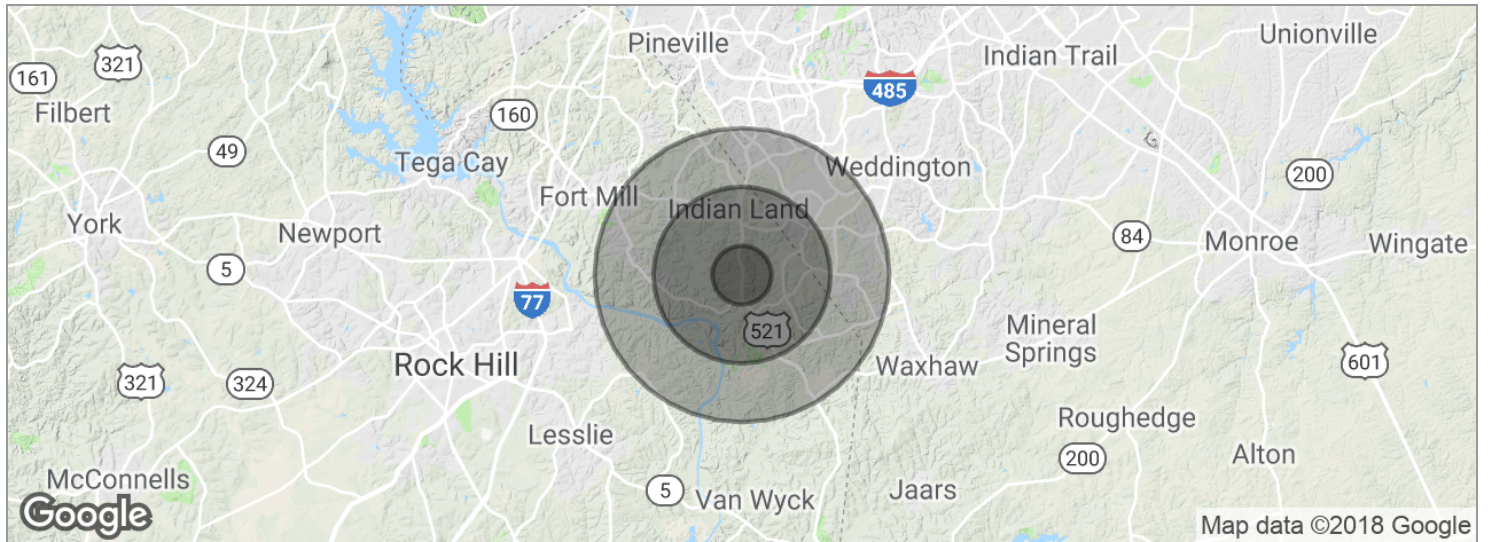 Pineville
Indian Trail
Unionville
161
321
485
Filbert
160
49
Tega Cay
Weddington
200
Fort Mill
Indian Land
York
Newport
84
Monroe
Wingate
5
77
521
Mineral
Springs
Rock Hill
Waxhaw
601
321
324
Roughedge
Lesslie
Alton
200
McConnells
5
Van Wyck
Jaars
Google
Map data ©2018 Google